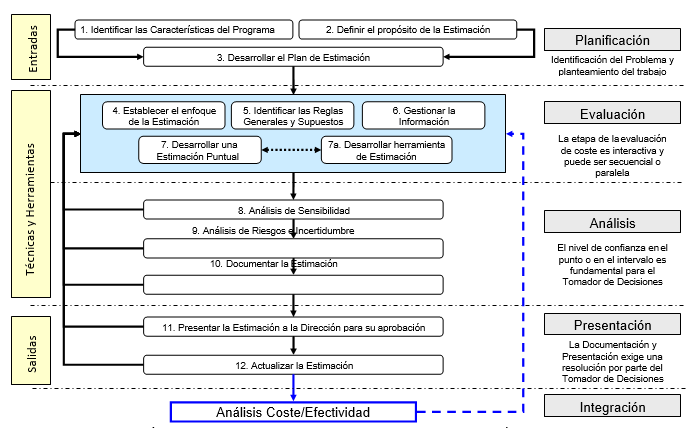 Entradas
1. Identificar las Características del Programa
2. Definir el propósito de la Estimación
3. Desarrollar el Plan de Estimación
Planificación
Identificación del Problema y
planteamiento del trabajo
Técnicas y Herramientas
4. Establecer el enfoque
de la Estimación
5. Identificar las Reglas
Generales y Supuestos
6. Gestionar la
Información
7. Desarrollar una
Estimación Puntual
7a. Desarrollar herramienta
de Estimación
Evaluación
La etapa de la evaluación
de coste es interactiva y
puede ser secuencial o
paralela
8. Análisis de Sensibilidad
9. Análisis de Riesgos e Incertidumbre
10. Documentar la Estimación
Análisis
El nivel de confianza en el
punto o en el intervalo es
fundamental para el
Tomador de Decisiones
Salidas
11. Presentar la Estimación a la Dirección para su aprobación
12. Actualizar la Estimación
Presentación
La Documentación y
Presentación exige una
resolución por parte del
Tomador de Decisiones
Análisis Coste/Efectividad
Integración